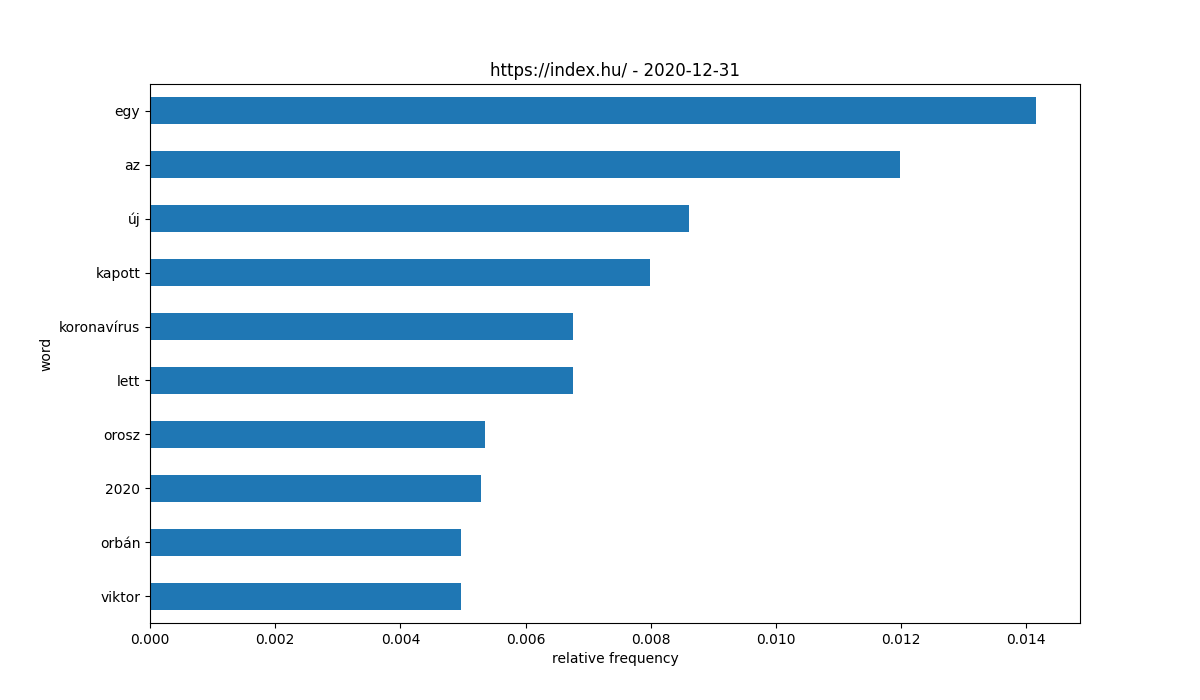 https://index.hu/ - 2020-12-31
egy
az
új
kapott
koronavírus
lett
orosz
2020
orbán
viktor
word
0.000 0.002 0.004 0.006 0.008 0.010 0.012 0.014
relative frequency